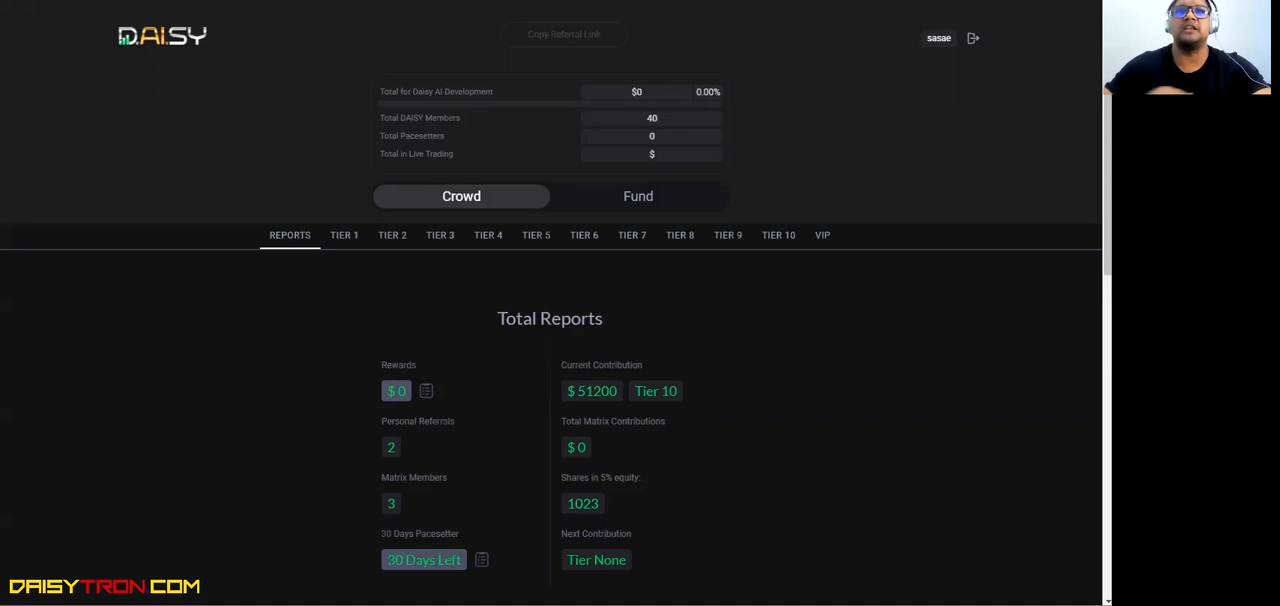 D.AI.SY
Copy Referral Link
sasae
Total for Daisy AI Development $0 0.00%
Total DAISY Members 40
Total Pacesetters 0
Total in Live Trading $
Crowd Fund
REPORTS TIER 1 TIER 2 TIER 3 TIER 4 TIER 5 TIER 6 TIER 7 TIER 8 TIER 9 TIER 10 VIP
Total Reports
Rewards
$ 0
Personal Referrals
2
Matrix Members
3
30 Days Pacesetter
30 Days Left
Current Contribution
$ 51200 Tier 10
Total Matrix Contributions
$ 0
Shares in 5% equity:
1023
Next Contribution
Tier None
DAISYTRON.COM